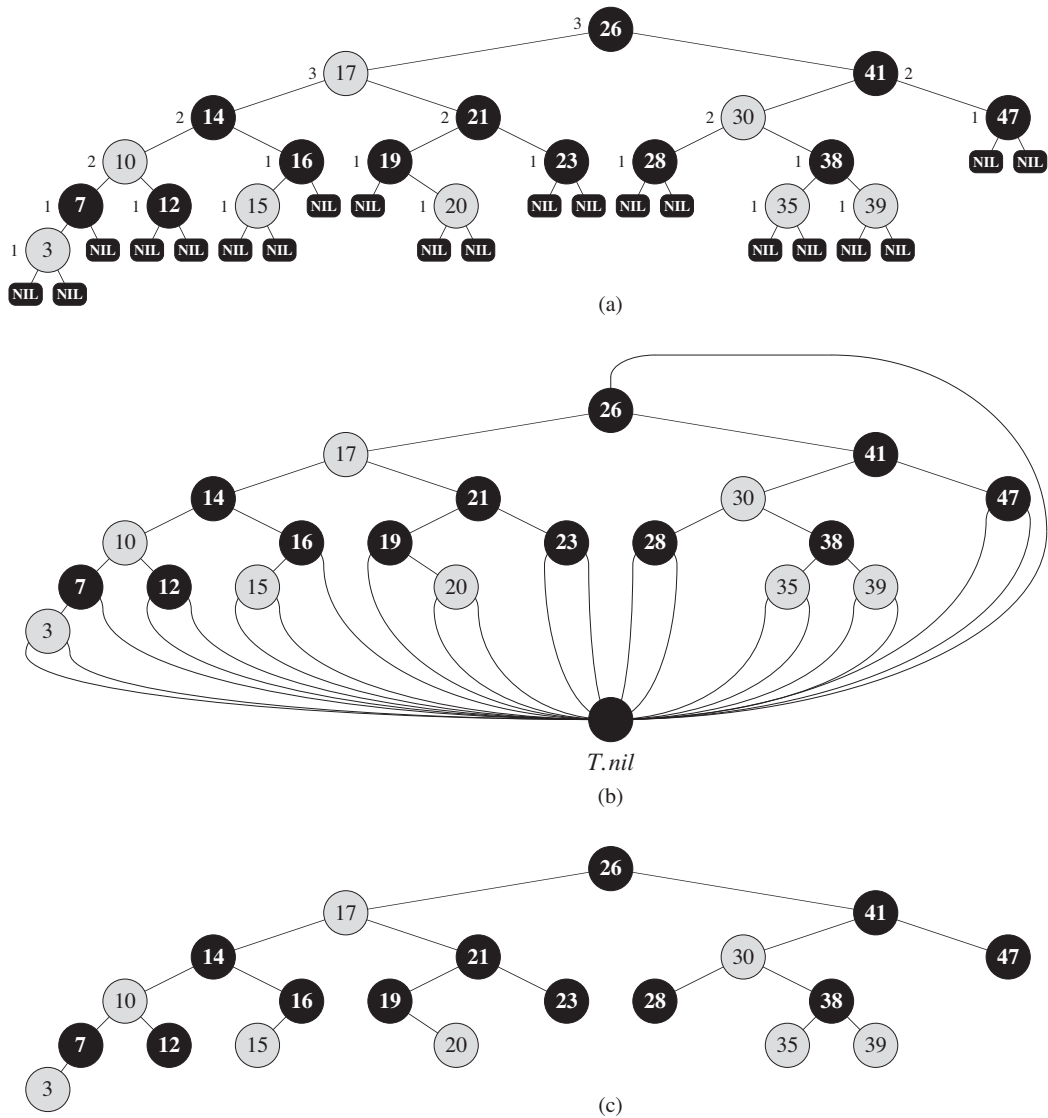 3 26
3 17 41 2
2 14 2 21 2 30 1 47
2 10 1 16 1 19 1 23 1 28 1 38 NIL NIL
1 7 1 12 1 15 NIL NIL 1 20 NIL NIL NIL NIL 1 35 1 39
1 3 NIL NIL NIL NIL NIL NIL NIL NIL NIL NIL NIL
NIL NIL
(a)
26
17 41
14 21 30 47
10 16 19 23 28 38
7 12 15 20 35 39
3
T.nil
(b)
26
17 41
14 21 30 47
10 16 19 23 28 38
7 12 15 20 35 39
3
(c)